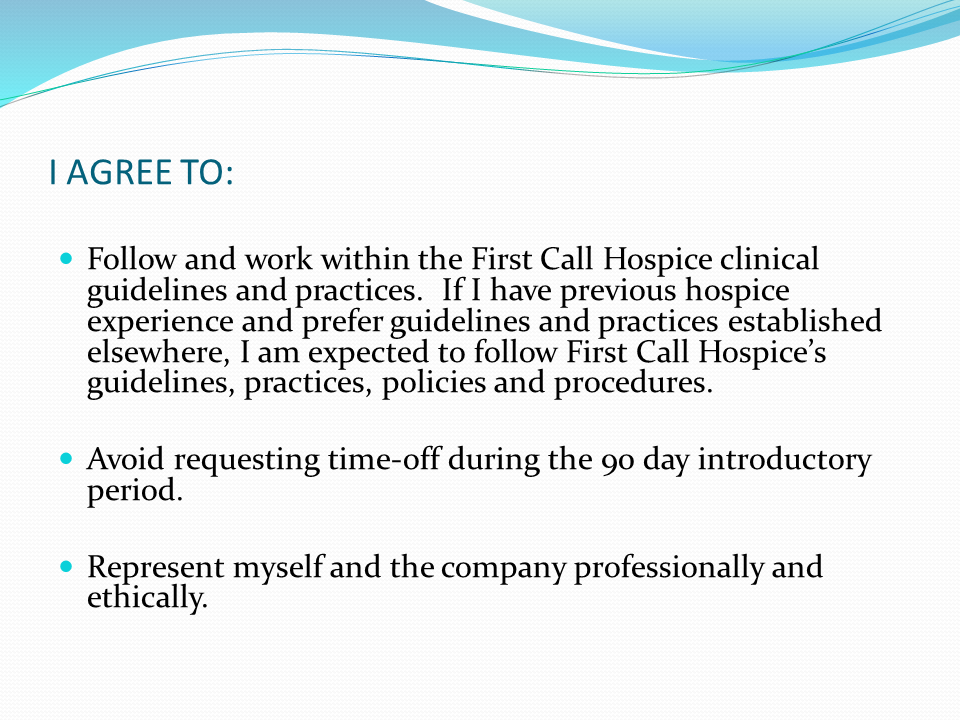 I AGREE TO:
Follow and work within the First Call Hospice clinical
guidelines and practices.  If I have previous hospice
experience and prefer guidelines and practices established
elsewhere, I am expected to follow First Call Hospice’s
guidelines, practices, policies and procedures.
Avoid requesting time-off during the 90 day introductory
period.
Represent myself and the company professionally and
ethically.